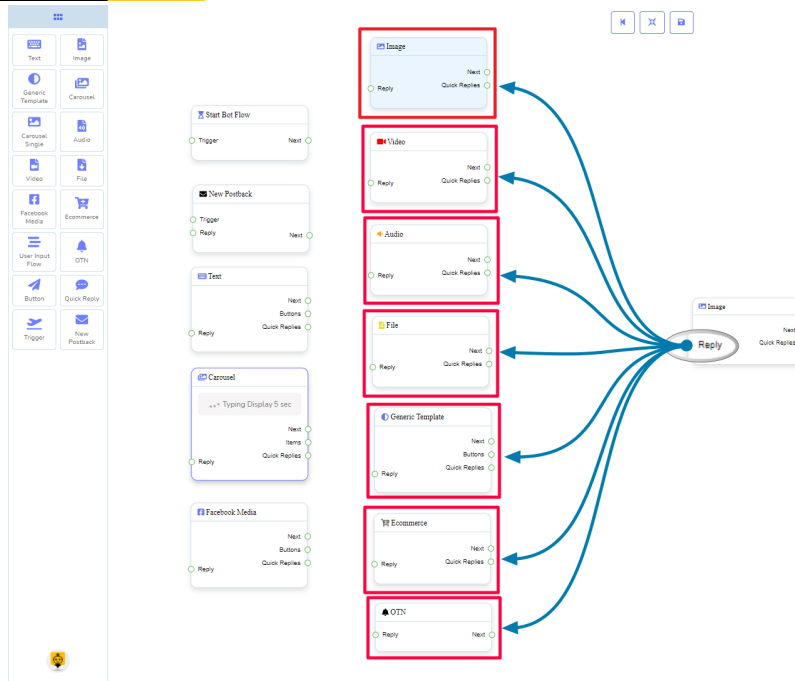 Text
Image
Generic
Template
Carousel
Carousel
Single
Audio
Video
File
Facebook
Media
Ecommerce
User Input
Flow
OTN
Button
Quick Reply
Trigger
New
Postback
Start Bot Flow
Trigger
Next
New Postback
Trigger
Reply
Next
Text
Next
Buttons
Quick Replies
Reply
Carousel
Typing Display 5 sec
Next
Items
Quick Replies
Reply
Facebook Media
Next
Buttons
Quick Replies
Reply
Image
Next
Quick Replies
Reply
Video
Next
Quick Replies
Reply
Audio
Next
Quick Replies
Reply
File
Next
Quick Replies
Reply
Generic Template
Next
Buttons
Quick Replies
Reply
Ecommerce
Next
Quick Replies
Reply
OTN
Reply
Next
Image
Next
Reply
Quick Replies